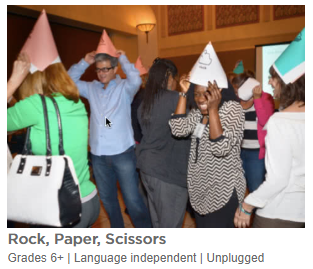 Rock, Paper, Scissors
Grades 6+ | Language independent | Unplugged